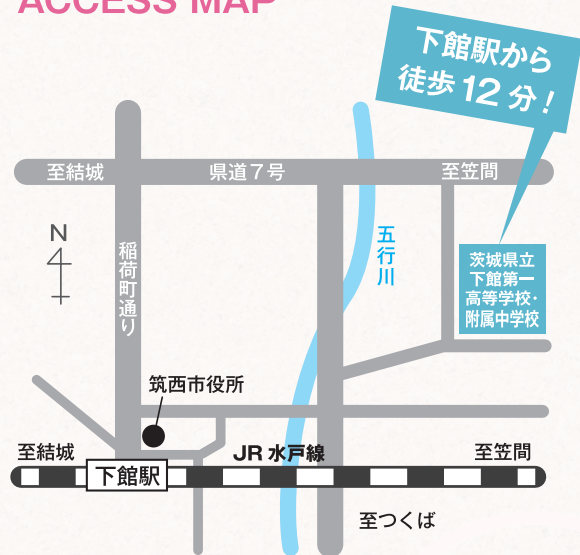 ACCESS MAP
下館駅から
徒歩12分！
至結城
県道7号
至笠間
N
稲荷町通り
五行川
茨城県立
下館第一
高等学校・
附属中学校
筑西市役所
至結城
JR 水戸線
至笠間
下館駅
至つくば